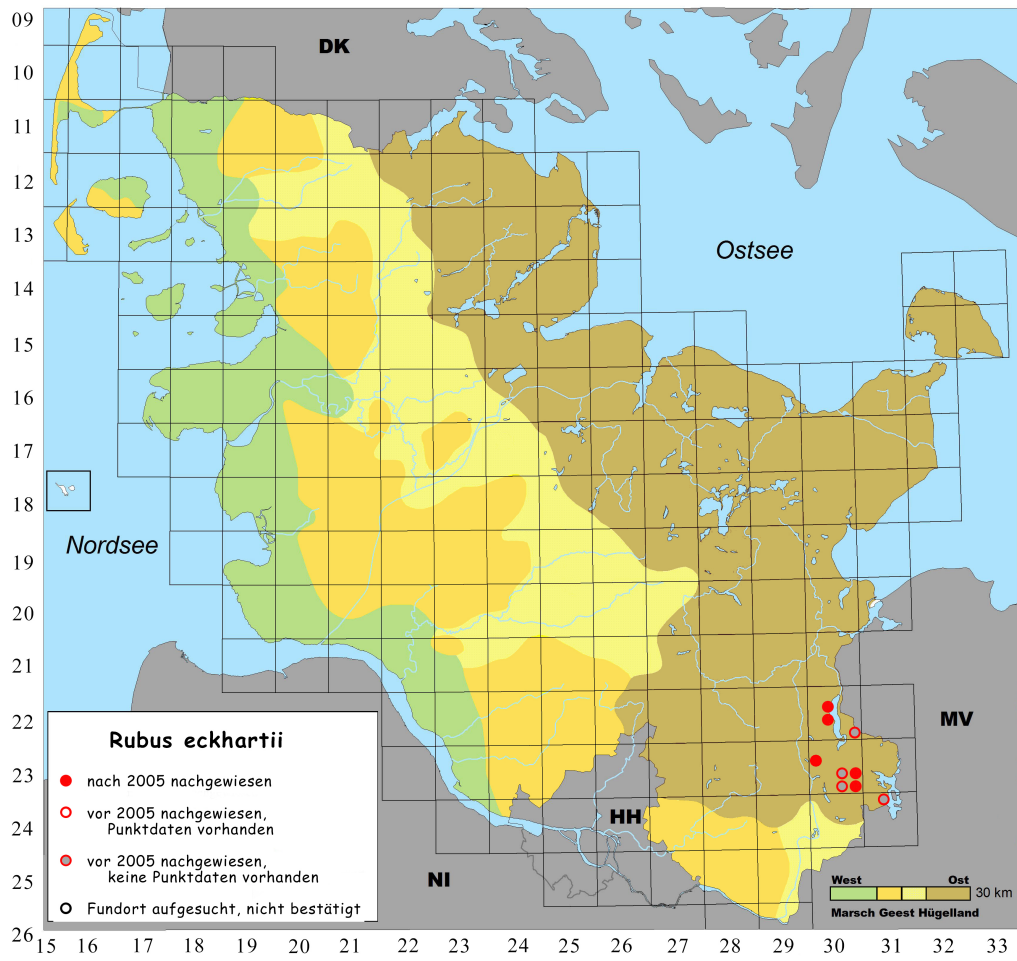 09
10
11
12
13
14
15
16
17
18
19
20
21
22
23
24
25
26
DK
Ostsee
Nordsee
MV
HH
NI
Rubus eckhartii
nach 2005 nachgewiesen
vor 2005 nachgewiesen,
Punktdaten vorhanden
vor 2005 nachgewiesen,
keine Punktdaten vorhanden
Fundort aufgesucht, nicht bestätigt
West Ost
30 km
Marsch Geest Hügelland
15 16 17 18 19 20 21 22 23 24 25 26 27 28 29 30 31 32 33